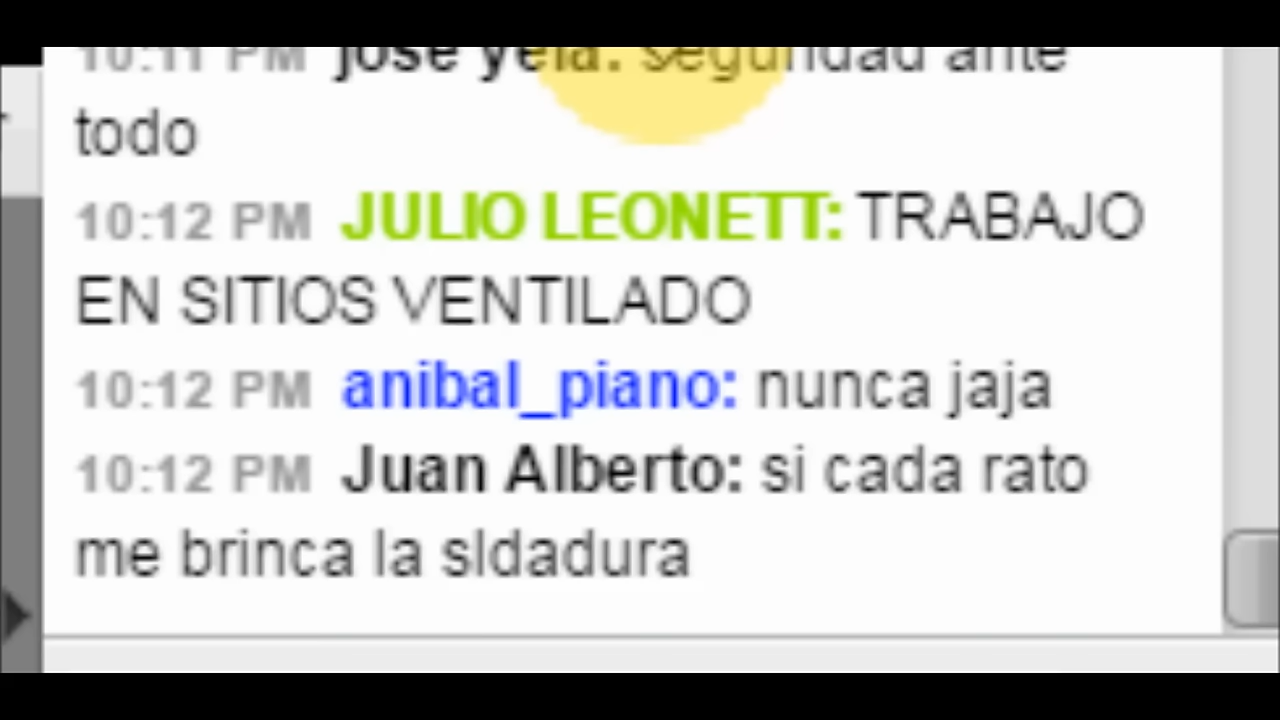 10:11 PM jose yela: seguridad ante
todo
10:12 PM JULIO LEONETT: TRABAJO
EN SITIOS VENTILADO
10:12 PM anibal_piano: nunca jaja
10:12 PM Juan Alberto: si cada rato
me brinca la sldadura